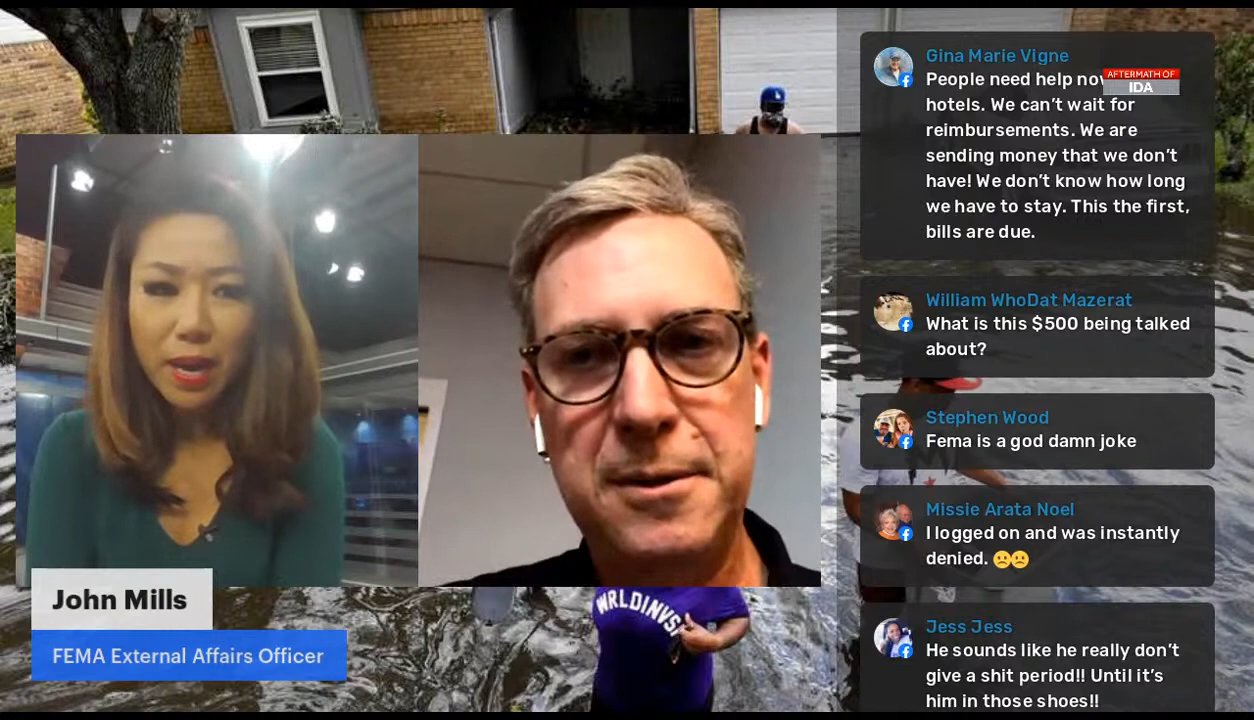 Gina Marie Vigne
People need help now
AFTERMATH OF
IDA
hotels. We can't wait for
reimbursements. We are
sending money that we don't
have! We don't know how long
we have to stay. This the first,
bills are due.
William WhoDat Mazerat
What is this $500 being talked
about?
Stephen Wood
Fema is a god damn joke
Missie Arata Noel
I logged on and was instantly
denied. ☹️☹️
Jess Jess
He sounds like he really don't
give a shit period!! Until it's
him in those shoes!!
John Mills
FEMA External Affairs Officer